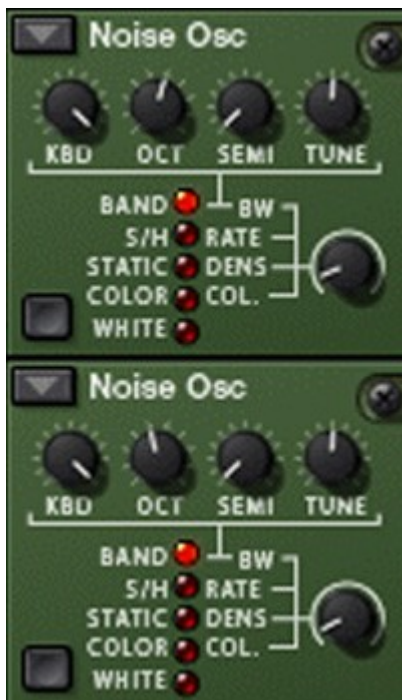 Noise Osc
KBD OCT SEMI TUNE
BAND BW
S/H RATE
STATIC DENS
COLOR COL.
WHITE
Noise Osc
KBD OCT SEMI TUNE
BAND BW
S/H RATE
STATIC DENS
COLOR COL.
WHITE